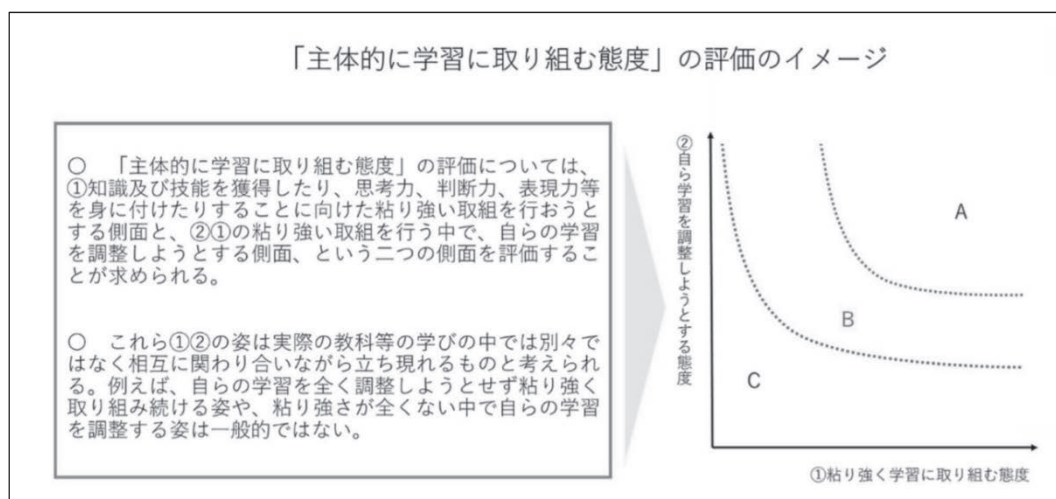 「主体的に学習に取り組む態度」の評価のイメージ
○　「主体的に学習に取り組む態度」の評価については、
①知識及び技能を獲得したり、思考力、判断力、表現力等
を身に付けたりすることに向けた粘り強い取組を行おうと
する側面と、②①の粘り強い取組を行う中で、自らの学習
を調整しようとする側面、という二つの側面を評価するこ
とが求められる。
○　これら①②の姿は実際の教科等の学びの中では別々で
はなく相互に関わり合いながら立ち現れるものと考えられ
る。例えば、自らの学習を全く調整しようとせず粘り強く
取り組み続ける姿や、粘り強さが全くない中で自らの学習
を調整する姿は一般的ではない。
②自ら学習を調整しようとする態度
A
B
C
①粘り強く学習に取り組む態度